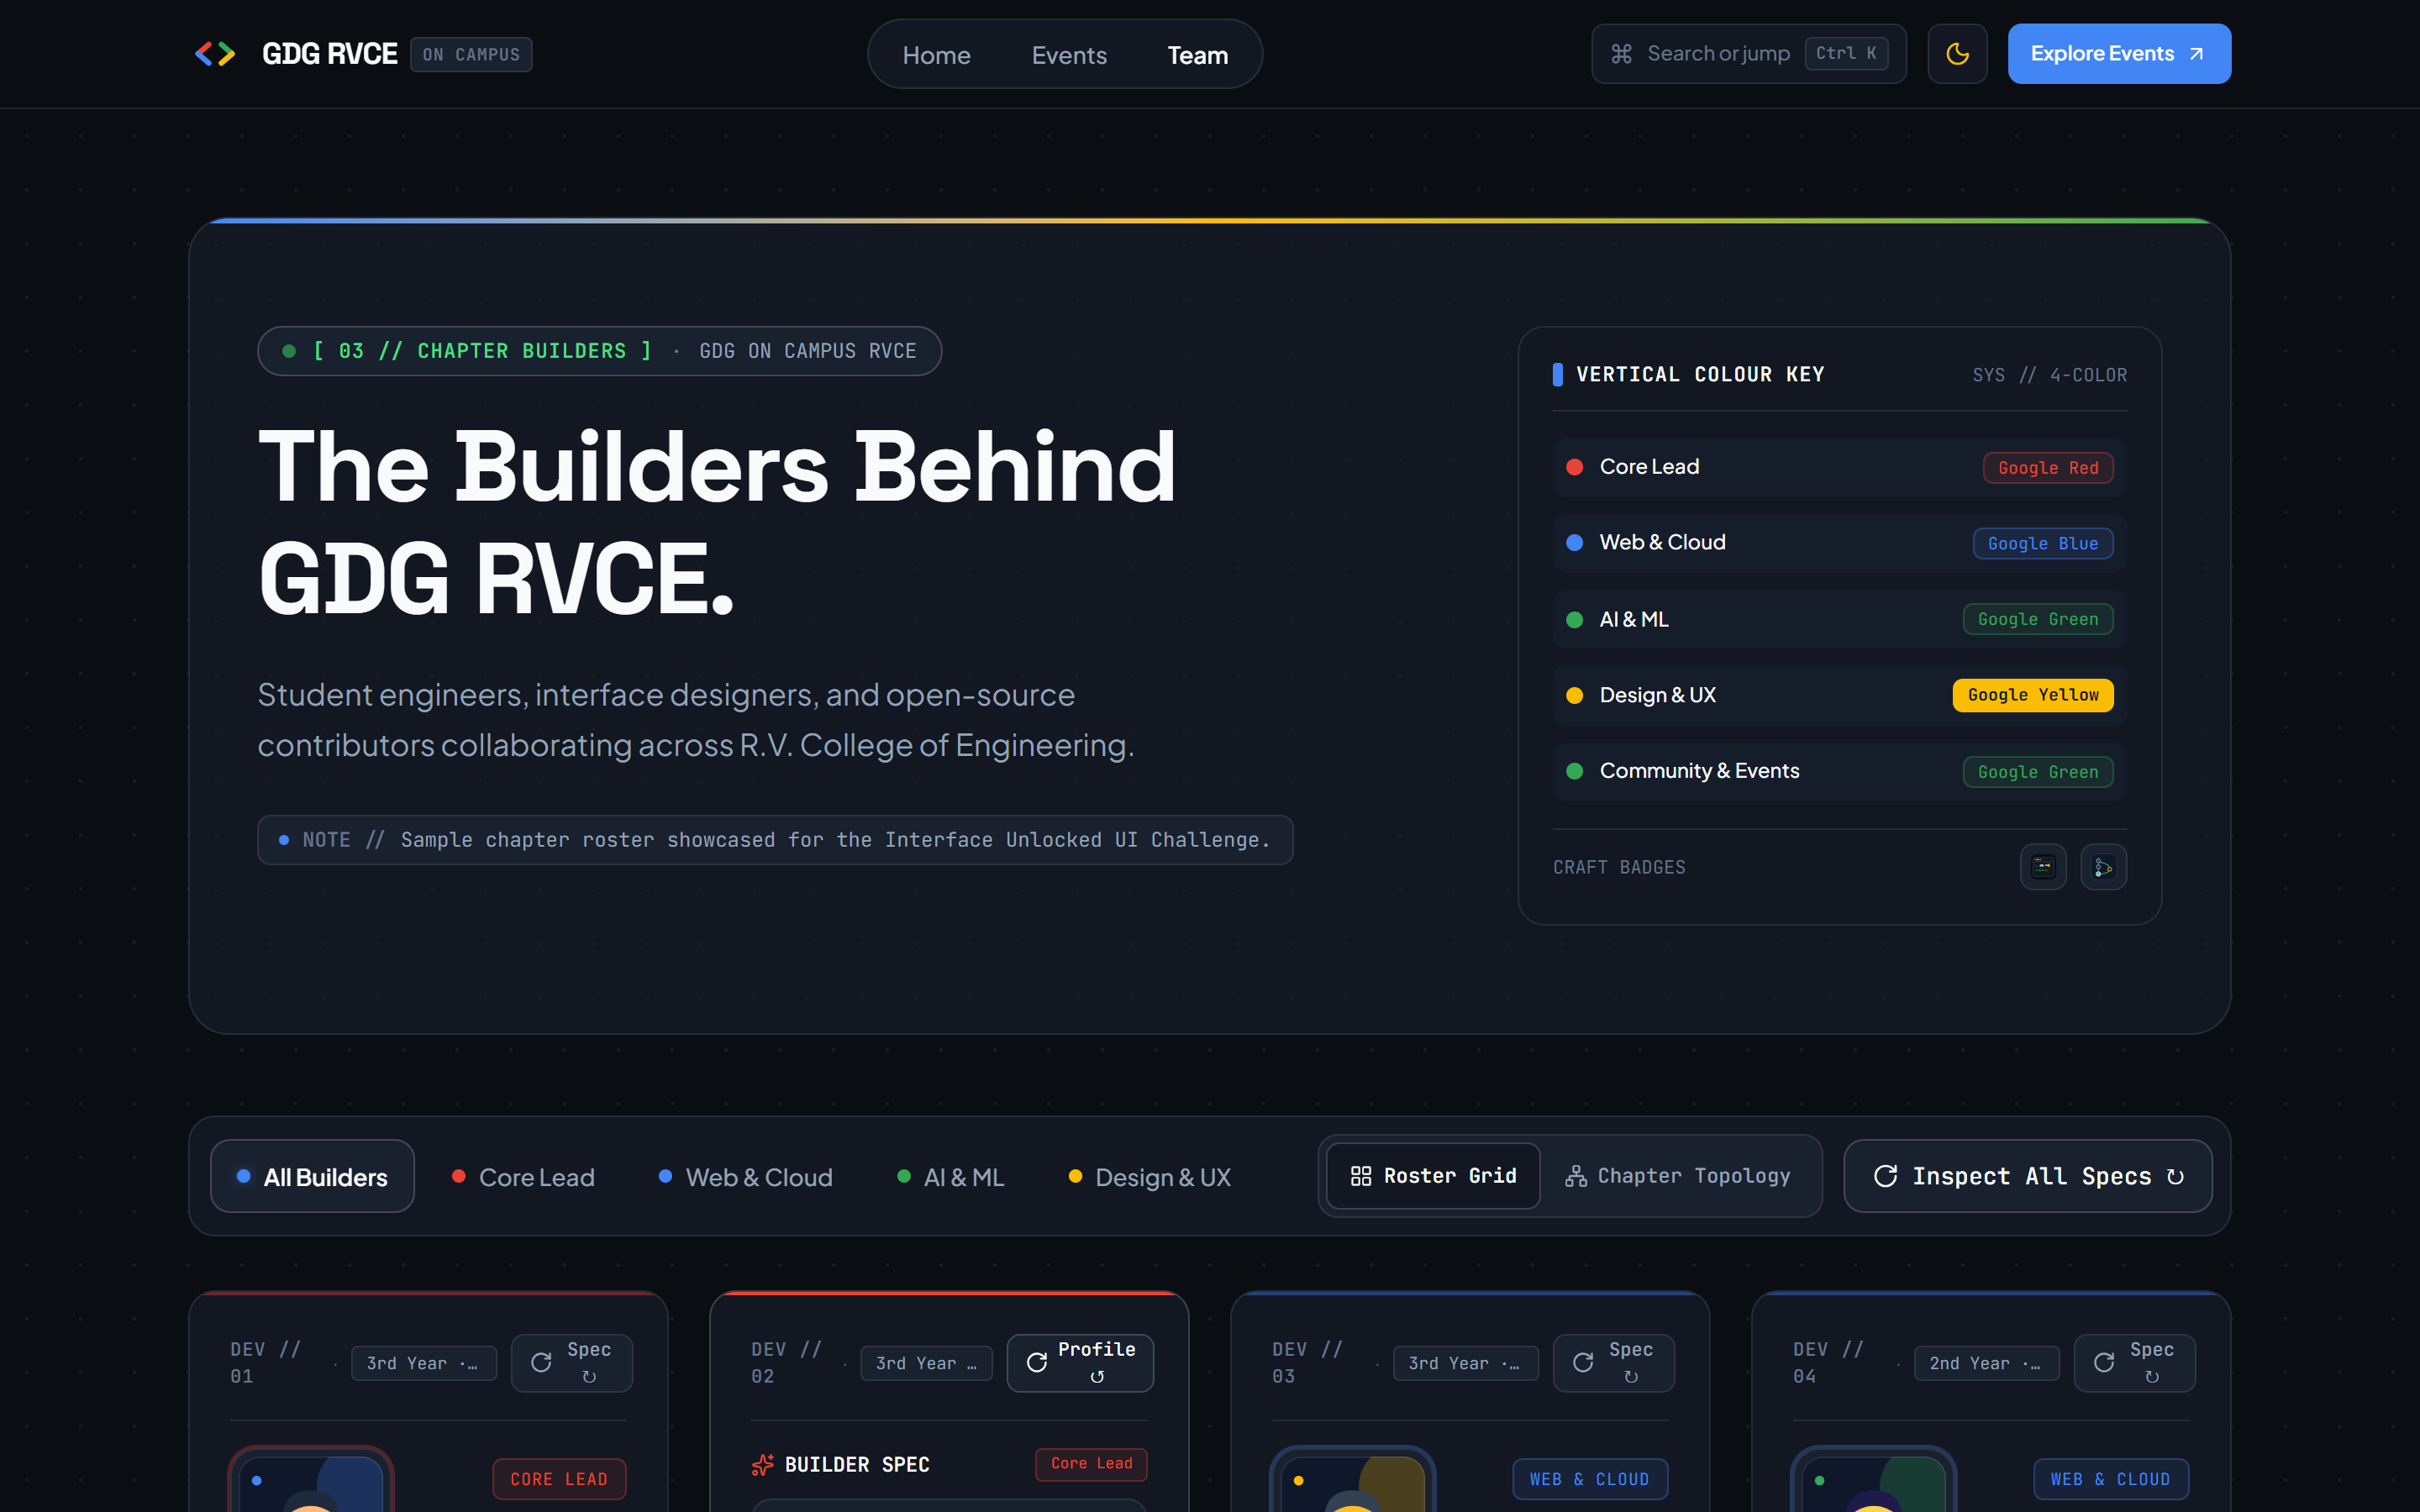 GDG RVCE ON CAMPUS
Home Events Team
Search or jump Ctrl K
Explore Events
[ 03 // CHAPTER BUILDERS ] · GDG ON CAMPUS RVCE
The Builders Behind
GDG RVCE.
Student engineers, interface designers, and open-source
contributors collaborating across R.V. College of Engineering.
NOTE // Sample chapter roster showcased for the Interface Unlocked UI Challenge.
VERTICAL COLOUR KEY SYS // 4-COLOR
Core Lead Google Red
Web & Cloud Google Blue
AI & ML Google Green
Design & UX Google Yellow
Community & Events Google Green
CRAFT BADGES
All Builders Core Lead Web & Cloud AI & ML Design & UX
Roster Grid Chapter Topology Inspect All Specs ↻
DEV // 01 · 3rd Year ·… Spec ↻
CORE LEAD
DEV // 02 · 3rd Year … Profile ↺
BUILDER SPEC Core Lead
DEV // 03 · 3rd Year ·… Spec ↻
WEB & CLOUD
DEV // 04 · 2nd Year ·… Spec ↻
WEB & CLOUD